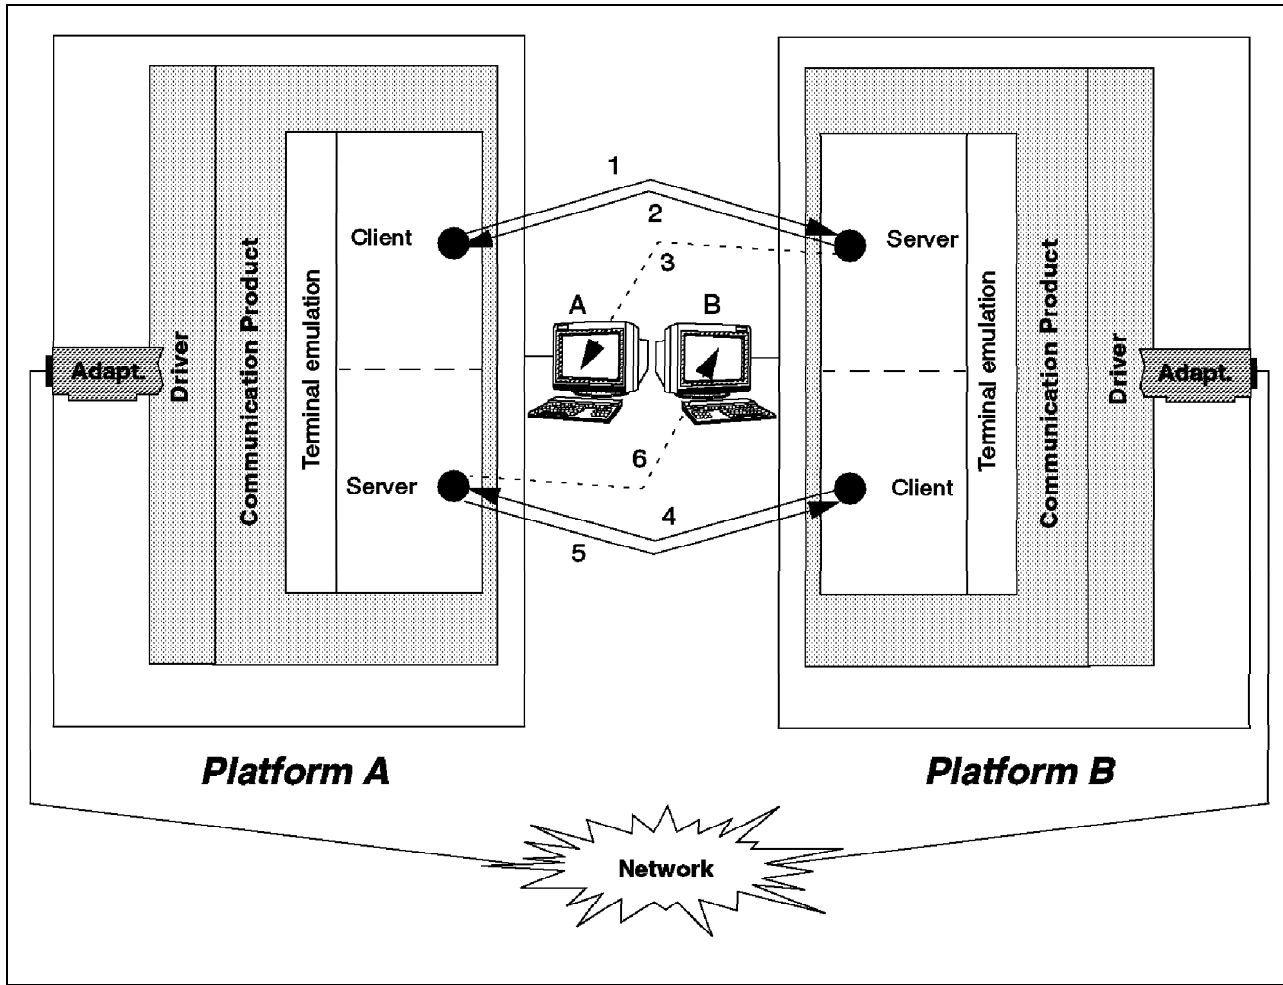 1
2
Client
Server
3
A
B
Adapt.
Driver
Communication Product
Terminal emulation
Terminal emulation
Communication Product
Driver
Adapt.
6
Server
Client
4
5
Platform A
Platform B
Network